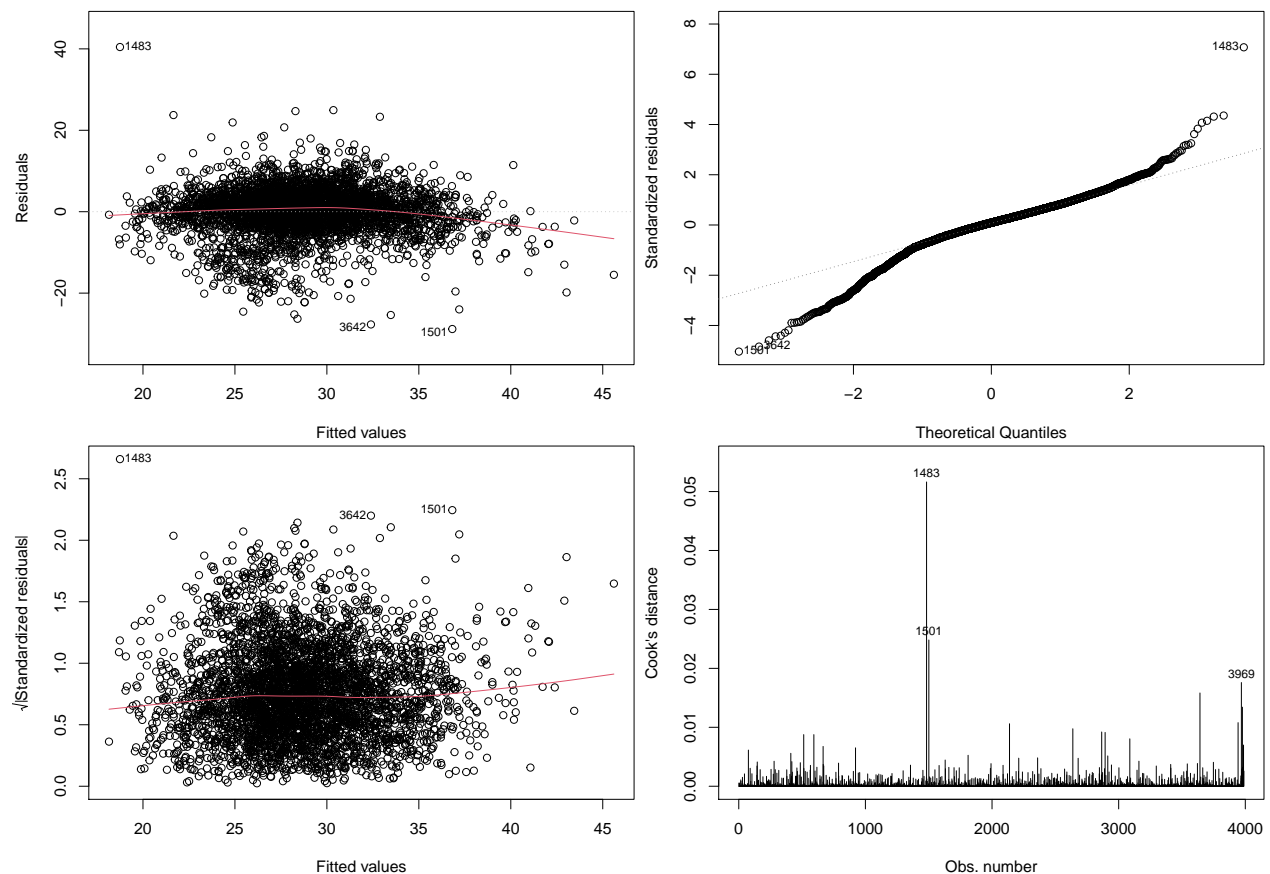 1483
3642
1501
Residuals
40
20
0
−20
20 25 30 35 40 45
Fitted values
1483
1501
3642
Standardized residuals
8
6
4
2
0
−2
−4
−2 0 2
Theoretical Quantiles
1483
3642
1501
√|Standardized residuals|
2.5
2.0
1.5
1.0
0.5
0.0
20 25 30 35 40 45
Fitted values
1483
1501
3969
Cook's distance
0.05
0.04
0.03
0.02
0.01
0.00
0 1000 2000 3000 4000
Obs. number